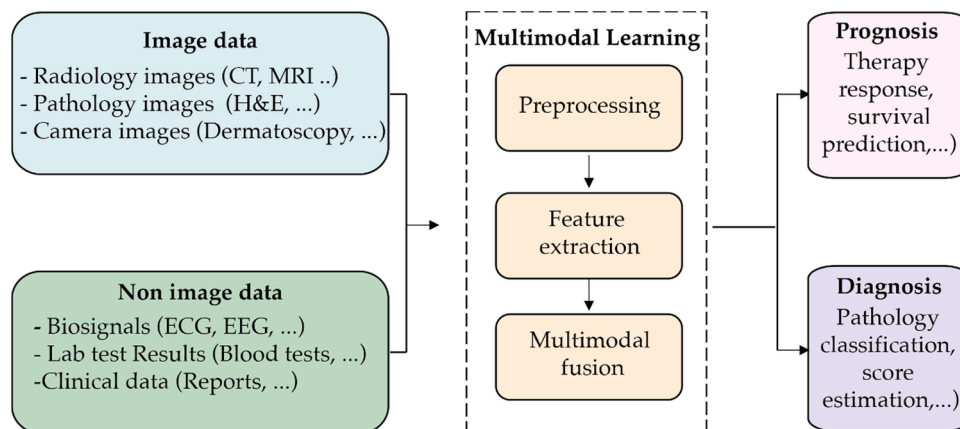 Image data
- Radiology images (CT, MRI ..)
- Pathology images (H&E, ...)
- Camera images (Dermatoscopy, ...)
Non image data
- Biosignals (ECG, EEG, ...)
- Lab test Results (Blood tests, ...)
-Clinical data (Reports, ...)
Multimodal Learning
Preprocessing
Feature
extraction
Multimodal
fusion
Prognosis
Therapy
response,
survival
prediction,...)
Diagnosis
Pathology
classification,
score
estimation,...)